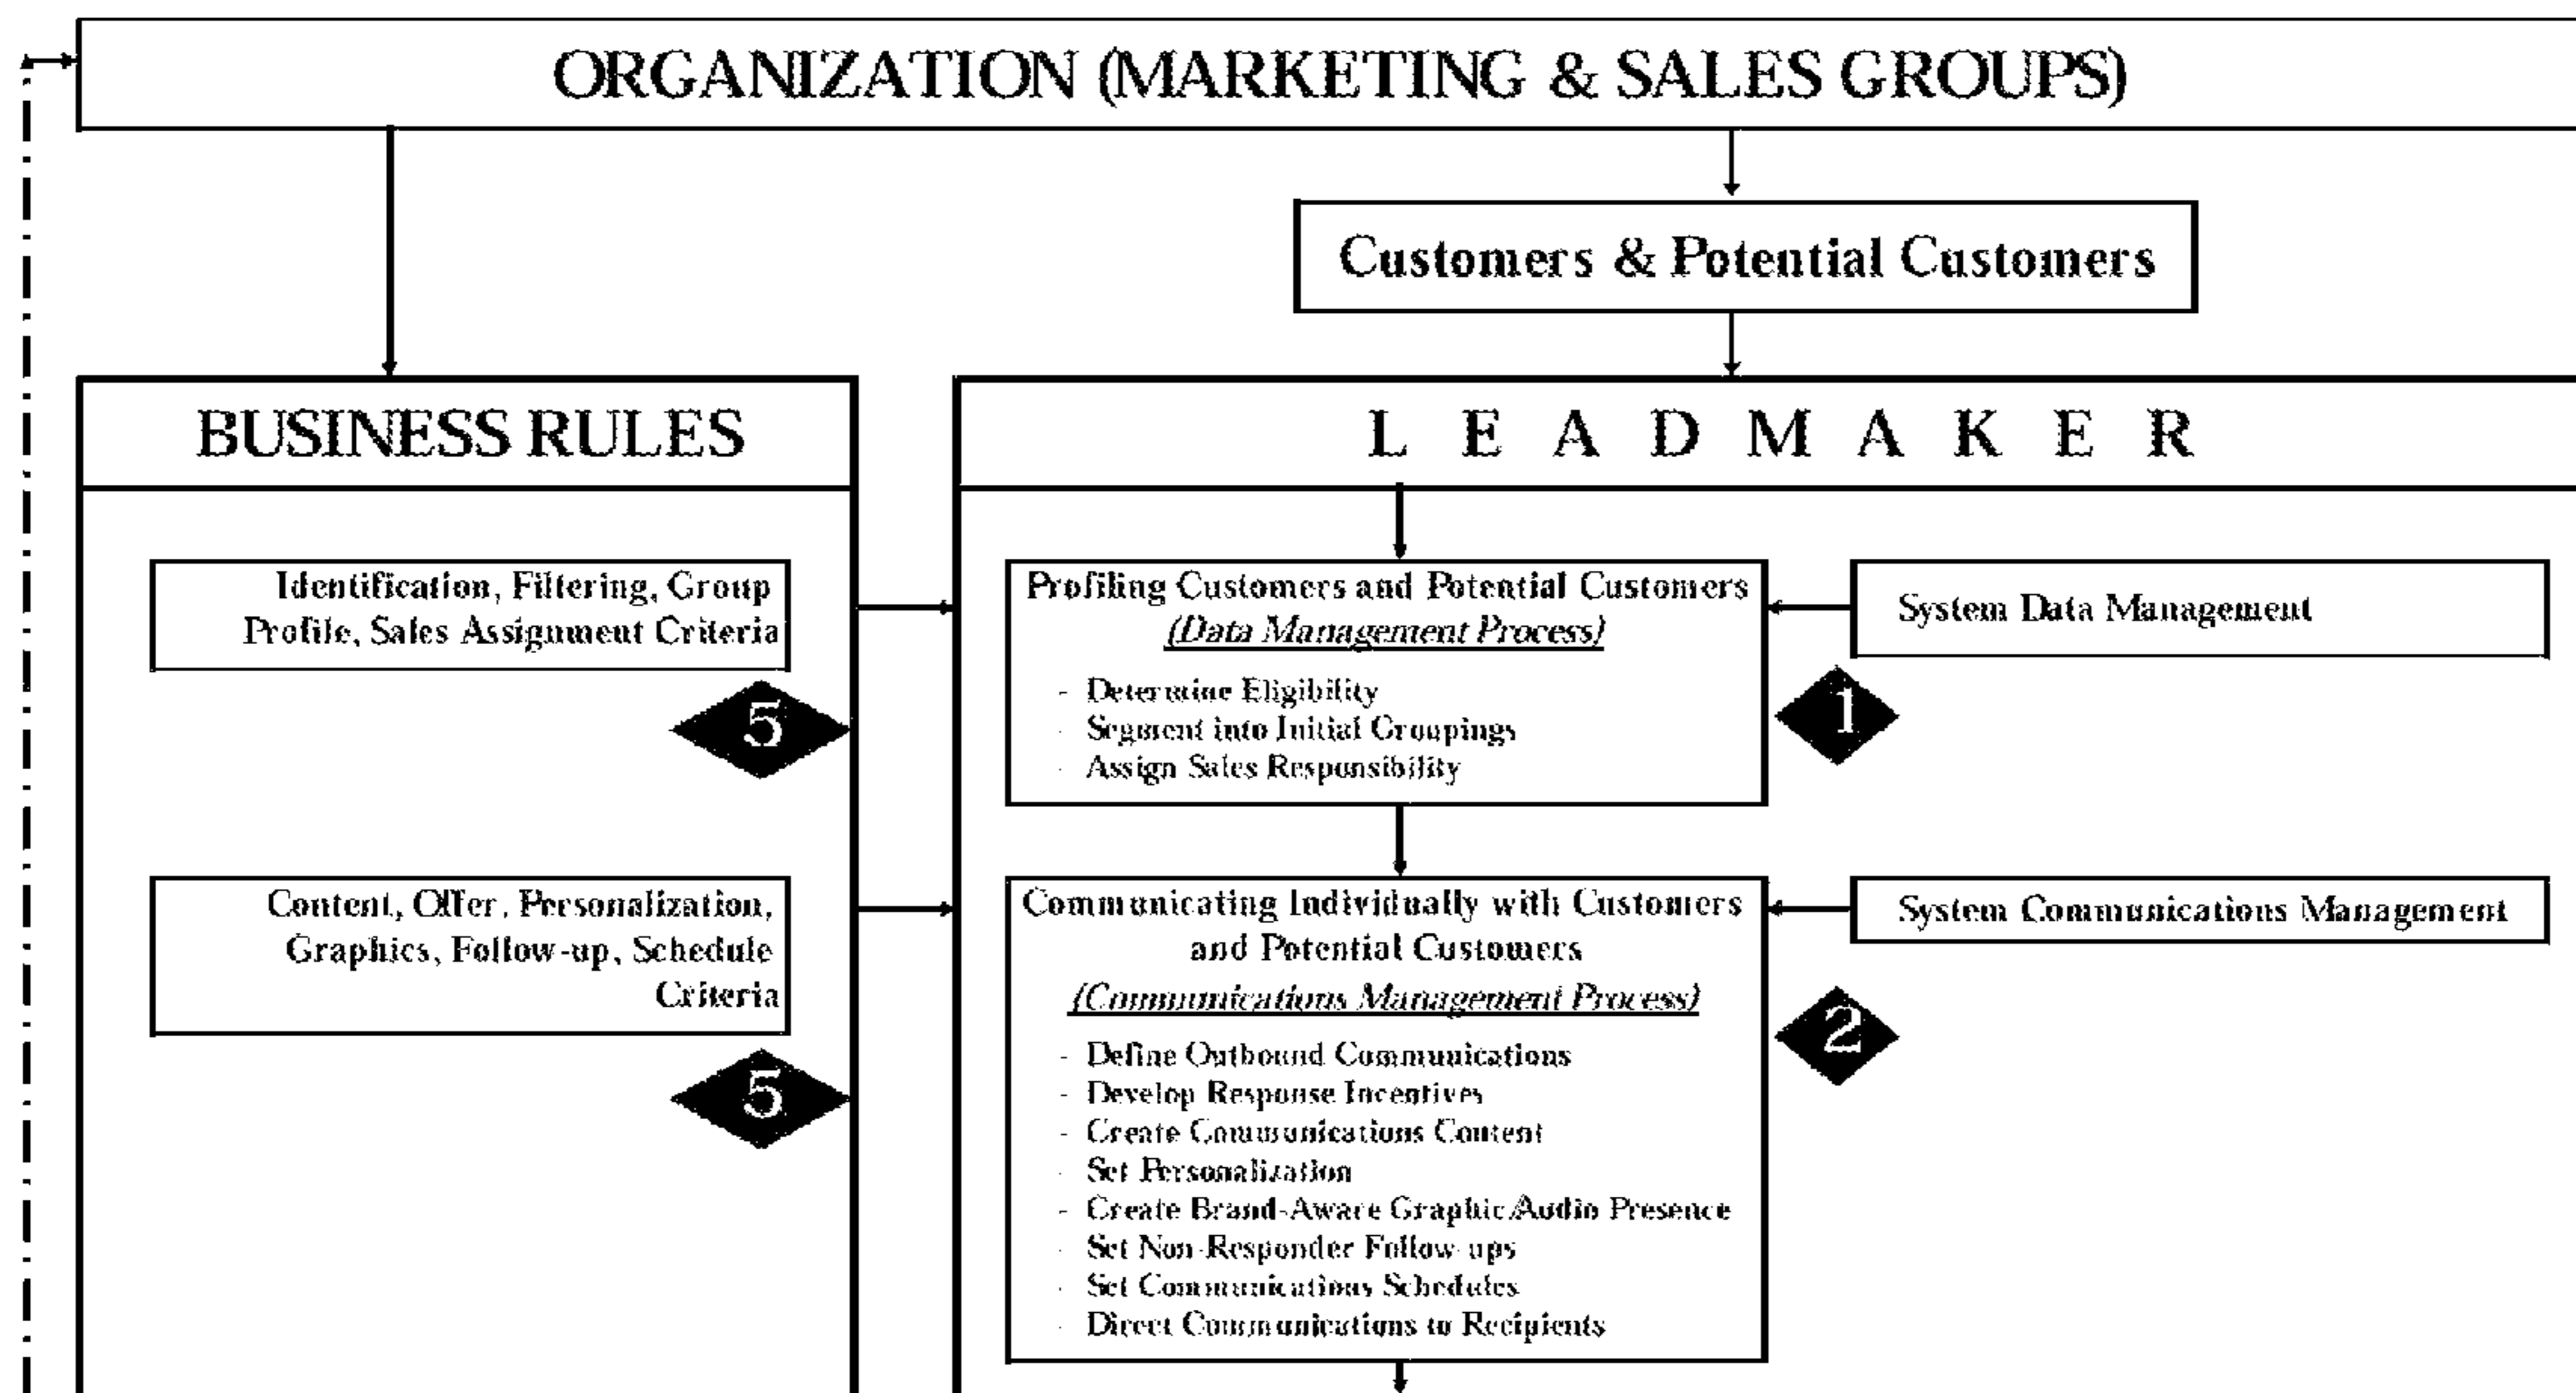 ORGANIZATION (MARKETING & SALES GROUPS)
Customers & Potential Customers
BUSINESS RULES
LEADMAKER
Identification, Filtering, Group
Profile, Sales Assignment Criteria
5
Profiling Customers and Potential Customers
(Data Management Process)
- Determine Eligibility
- Segment into Initial Groupings
- Assign Sales Responsibility
System Data Management
1
Content, Offer, Personalization,
Graphics, Follow-up, Schedule
Criteria
5
Communicating Individually with Customers
and Potential Customers
(Communications Management Process)
- Define Outbound Communications
- Develop Response Incentives
- Create Communications Content
- Set Personalization
- Create Brand-Aware Graphic/Audio Presence
- Set Non-Responder Follow-ups
- Set Communications Schedules
- Direct Communications to Recipients
System Communications Management
2